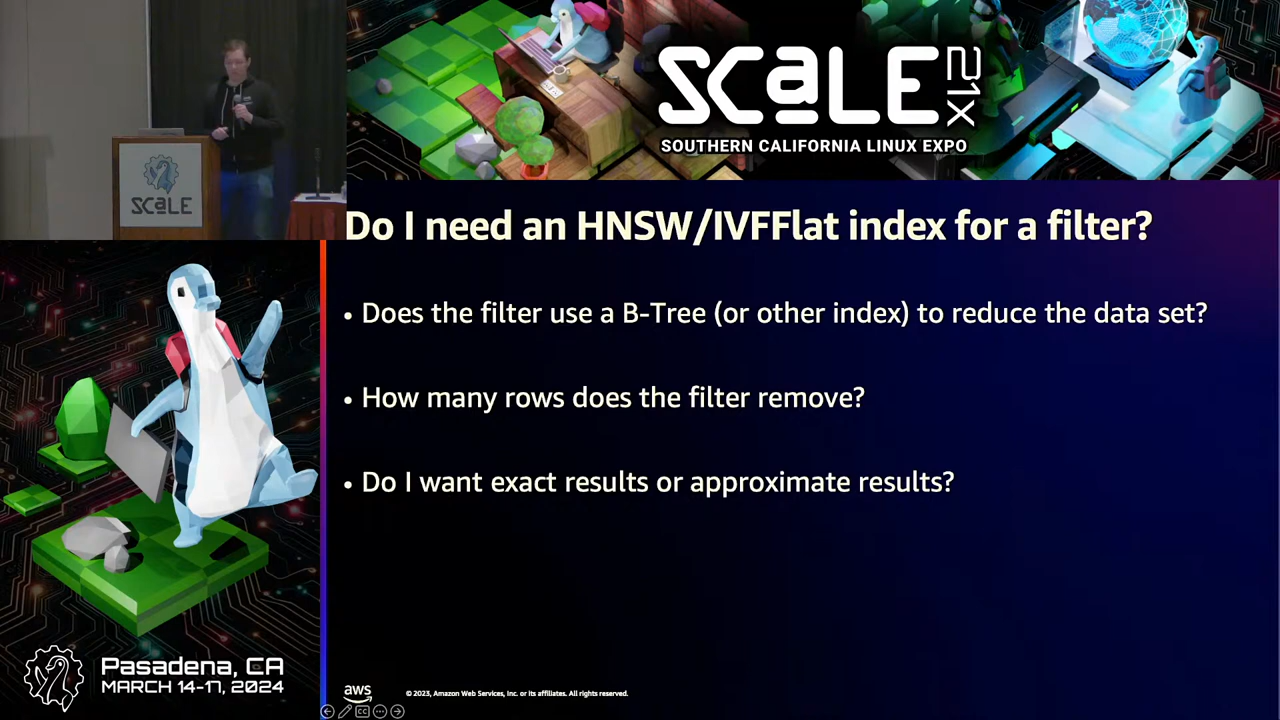 SCaLE 21x
SOUTHERN CALIFORNIA LINUX EXPO
SCaLE
Do I need an HNSW/IVFFlat index for a filter?
• Does the filter use a B-Tree (or other index) to reduce the data set?
• How many rows does the filter remove?
• Do I want exact results or approximate results?
Pasadena, CA
MARCH 14-17, 2024
aws
© 2023, Amazon Web Services, Inc. or its affiliates. All rights reserved.
CC